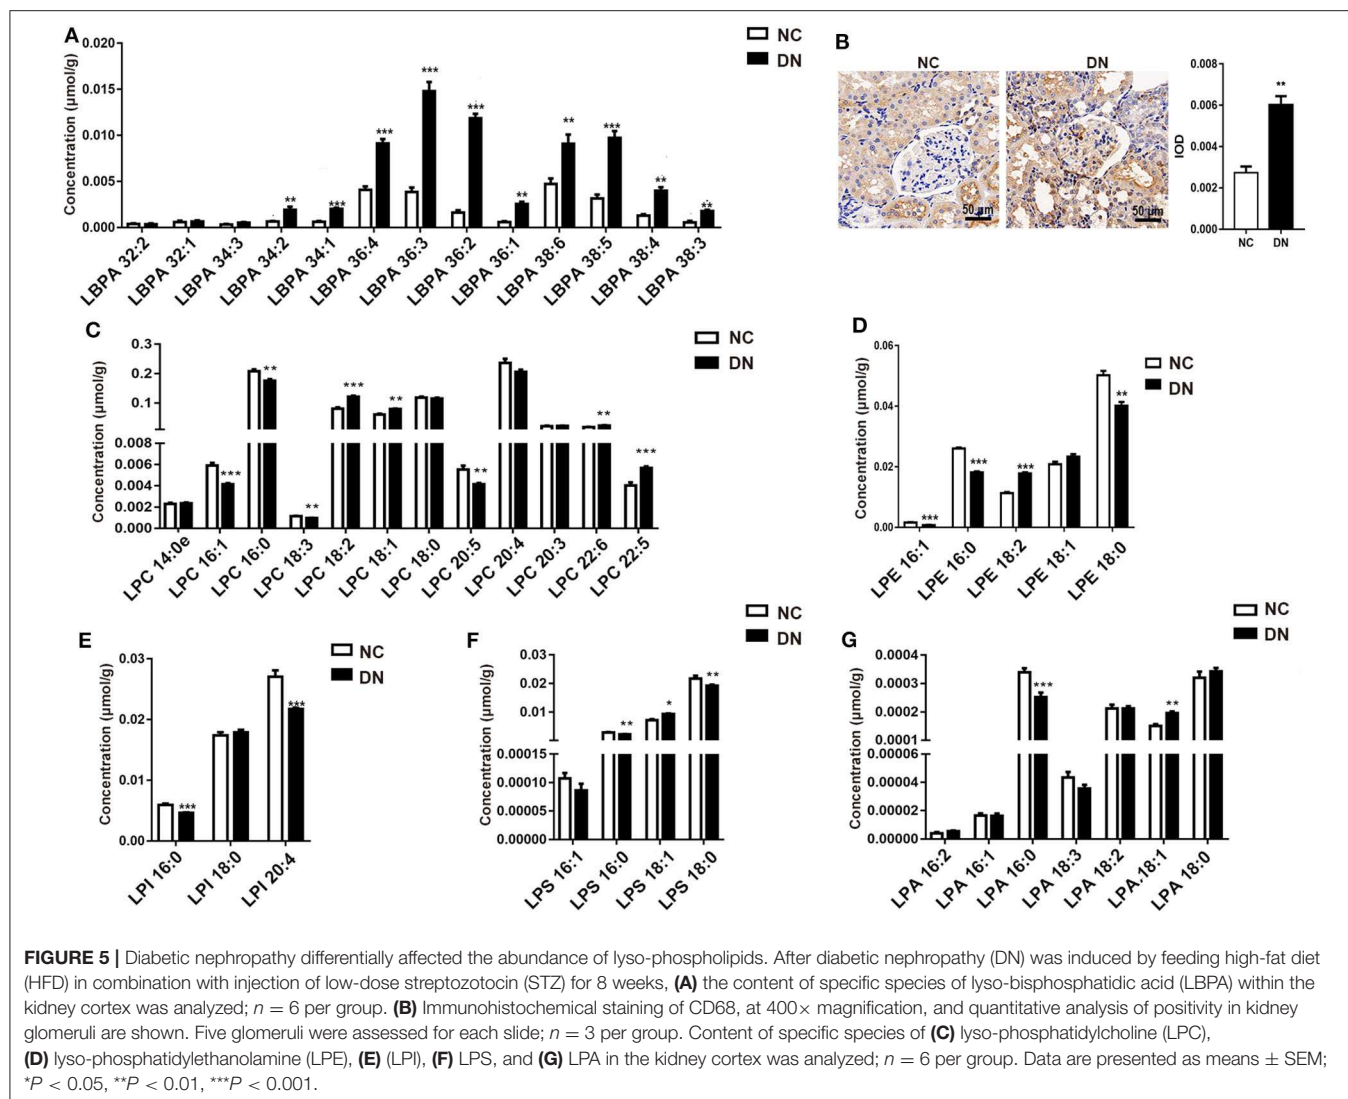 A
NC
DN
Concentration (μmol/g)
0.020
0.015
0.010
0.005
0.000
***
***
***
**
***
**
***
**
**
**
LBPA 32:2
LBPA 32:1
LBPA 34:3
LBPA 34:2
LBPA 34:1
LBPA 36:4
LBPA 36:3
LBPA 36:2
LBPA 36:1
LBPA 38:6
LBPA 38:5
LBPA 38:4
LBPA 38:3
B
NC
DN
50 μm
50 μm
IOD
0.008
0.006
0.004
0.002
0.000
**
NC
DN
C
NC
DN
Concentration (μmol/g)
0.3
0.2
0.1
0.008
0.006
0.004
0.002
0.000
***
**
**
***
**
**
**
***
LPC 14:0e
LPC 16:1
LPC 16:0
LPC 18:3
LPC 18:2
LPC 18:1
LPC 18:0
LPC 20:5
LPC 20:4
LPC 20:3
LPC 22:6
LPC 22:5
D
NC
DN
Concentration (μmol/g)
0.06
0.04
0.02
0.00
***
***
***
**
LPE 16:1
LPE 16:0
LPE 18:2
LPE 18:1
LPE 18:0
E
NC
DN
Concentration (μmol/g)
0.03
0.02
0.01
0.00
***
***
LPI 16:0
LPI 18:0
LPI 20:4
F
NC
DN
Concentration (μmol/g)
0.03
0.02
0.01
0.00015
0.00010
0.00005
0.00000
**
*
**
LPS 16:1
LPS 16:0
LPS 18:1
LPS 18:0
G
NC
DN
Concentration (μmol/g)
0.0004
0.0003
0.0002
0.0001
0.00006
0.00004
0.00002
0.00000
***
**
LPA 16:2
LPA 16:1
LPA 16:0
LPA 18:3
LPA 18:2
LPA.18:1
LPA 18:0
FIGURE 5 | Diabetic nephropathy differentially affected the abundance of lyso-phospholipids. After diabetic nephropathy (DN) was induced by feeding high-fat diet
(HFD) in combination with injection of low-dose streptozotocin (STZ) for 8 weeks, (A) the content of specific species of lyso-bisphosphatidic acid (LBPA) within the
kidney cortex was analyzed; n = 6 per group. (B) Immunohistochemical staining of CD68, at 400× magnification, and quantitative analysis of positivity in kidney
glomeruli are shown. Five glomeruli were assessed for each slide; n = 3 per group. Content of specific species of (C) lyso-phosphatidylcholine (LPC),
(D) lyso-phosphatidylethanolamine (LPE), (E) (LPI), (F) LPS, and (G) LPA in the kidney cortex was analyzed; n = 6 per group. Data are presented as means ± SEM;
*P < 0.05, **P < 0.01, ***P < 0.001.